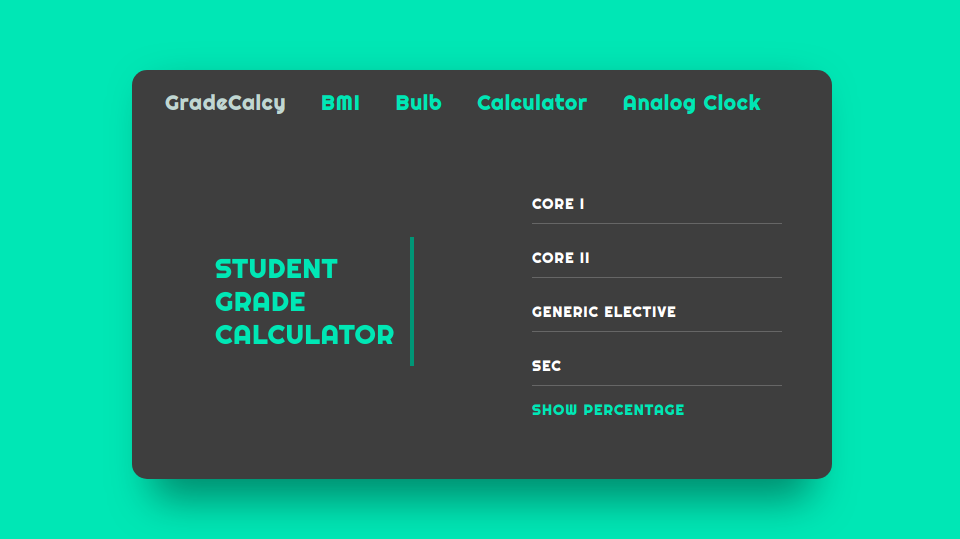 GradeCalcy BMI Bulb Calculator Analog Clock
STUDENT
GRADE
CALCULATOR
CORE I
CORE II
GENERIC ELECTIVE
SEC
SHOW PERCENTAGE